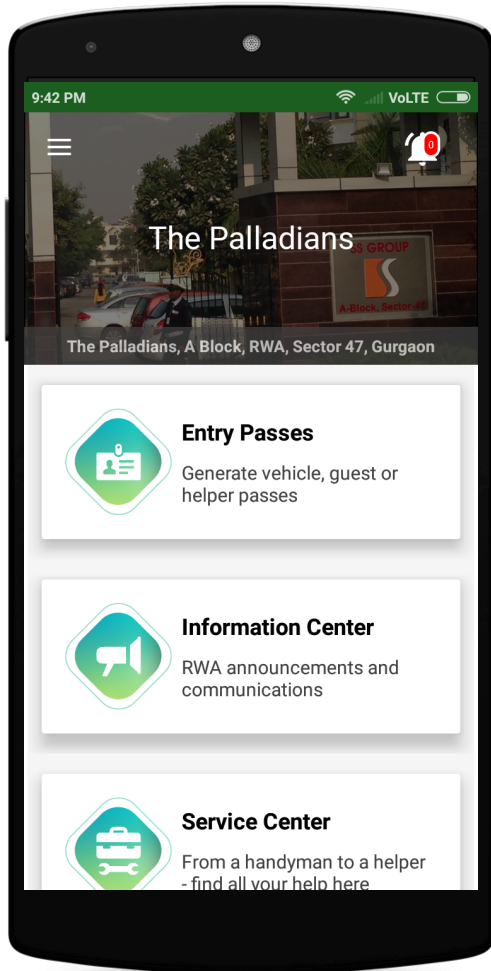 9:42 PM
VoLTE
0
The Palladians
SS GROUP
A-Block, Sector-47
The Palladians, A Block, RWA, Sector 47, Gurgaon
Entry Passes
Generate vehicle, guest or
helper passes
Information Center
RWA announcements and
communications
Service Center
From a handyman to a helper
- find all your help here